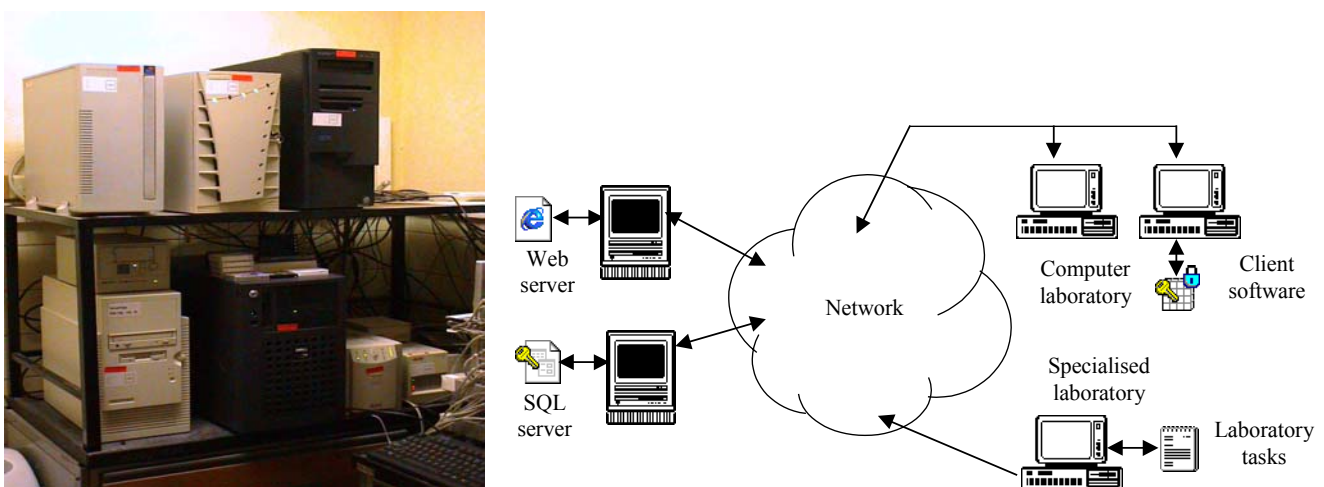 Web
server
SQL
server
Network
Computer
laboratory
Client
software
Specialised
laboratory
Laboratory
tasks